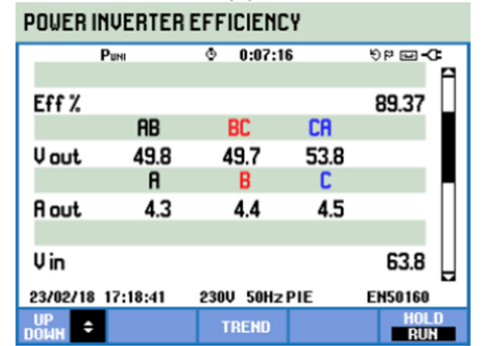 POWER INVERTER EFFICIENCY
PUNI 0:07:16
Eff % 89.37
AB BC CA
V out 49.8 49.7 53.8
A B C
A out 4.3 4.4 4.5
V in 63.8
23/02/18 17:18:41 230V 50Hz PIE EN50160
UP DOWN TREND HOLD RUN